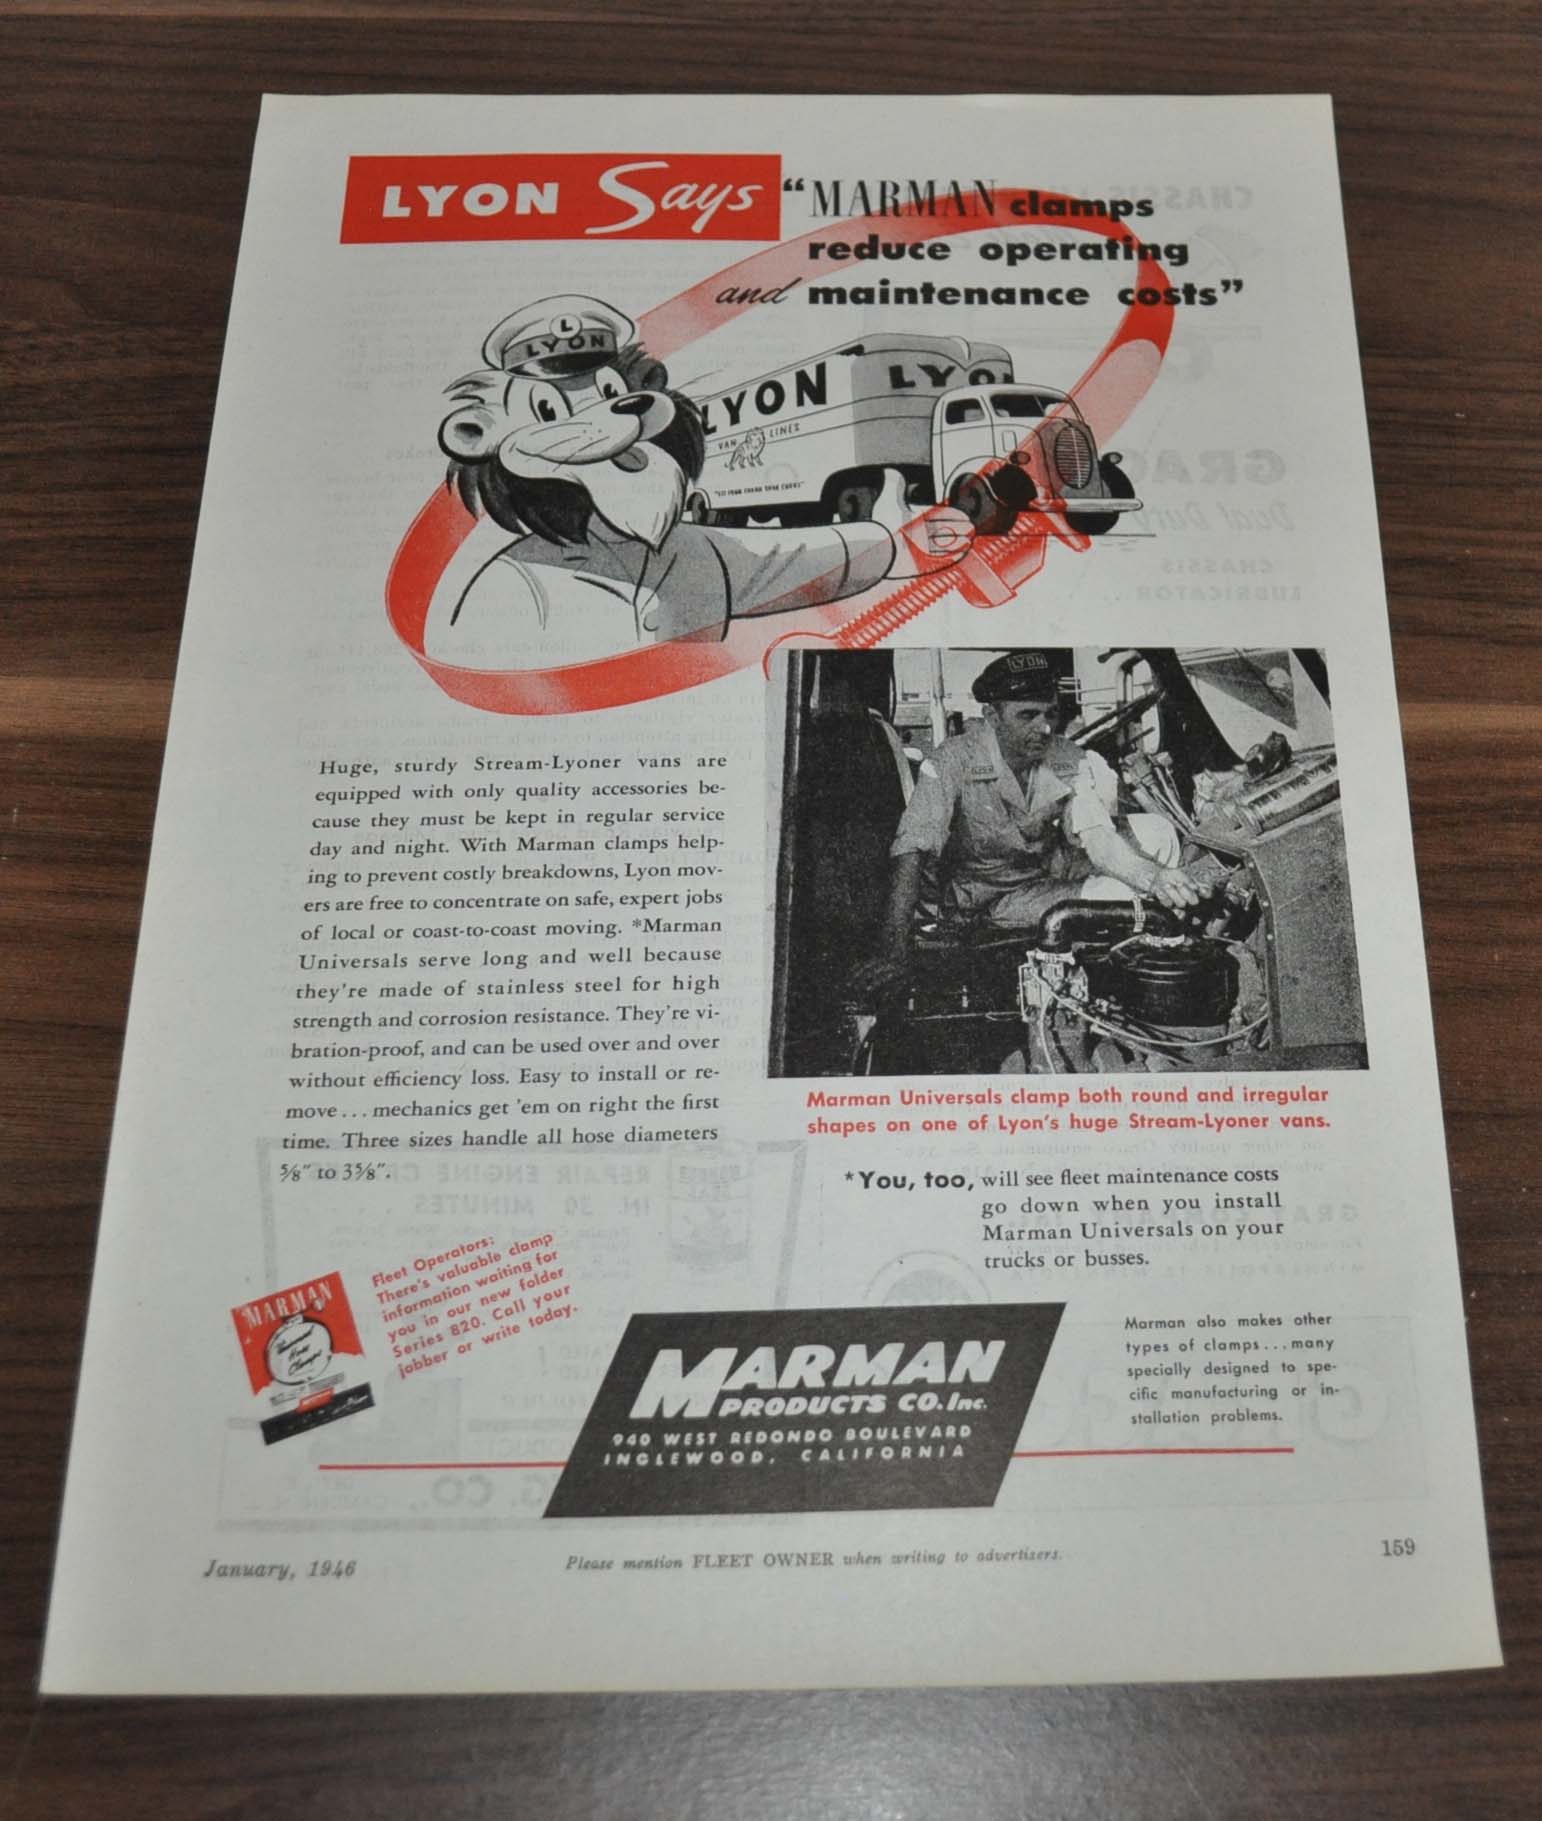 LYON Says "MARMAN clamps
reduce operating
and maintenance costs"
L
LYON
LYON
LYON
VAN LINES
LYON
Huge, sturdy Stream-Lyoner vans are
equipped with only quality accessories be-
cause they must be kept in regular service
day and night. With Marman clamps help-
ing to prevent costly breakdowns, Lyon mov-
ers are free to concentrate on safe, expert jobs
of local or coast-to-coast moving. *Marman
Universals serve long and well because
they're made of stainless steel for high
strength and corrosion resistance. They're vi-
bration-proof, and can be used over and over
without efficiency loss. Easy to install or re-
move... mechanics get 'em on right the first
time. Three sizes handle all hose diameters
5/8" to 3 5/8".
Marman Universals clamp both round and irregular
shapes on one of Lyon's huge Stream-Lyoner vans.
*You, too, will see fleet maintenance costs
go down when you install
Marman Universals on your
trucks or busses.
MARMAN
Fleet Operators:
There's valuable clamp
information waiting for
you in our new folder
Series 820. Call your
jobber or write today.
MARMAN
PRODUCTS CO. Inc.
940 WEST REDONDO BOULEVARD
INGLEWOOD, CALIFORNIA
Marman also makes other
types of clamps...many
specially designed to spe-
cific manufacturing or in-
stallation problems.
January, 1946
Please mention FLEET OWNER when writing to advertisers.
159